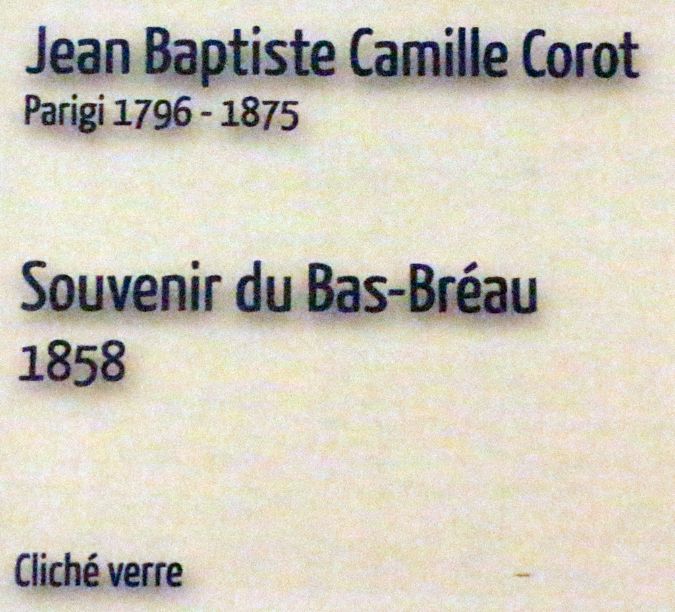 Jean Baptiste Camille Corot
Parigi 1796 - 1875
Souvenir du Bas-Bréau
1858
Cliché verre